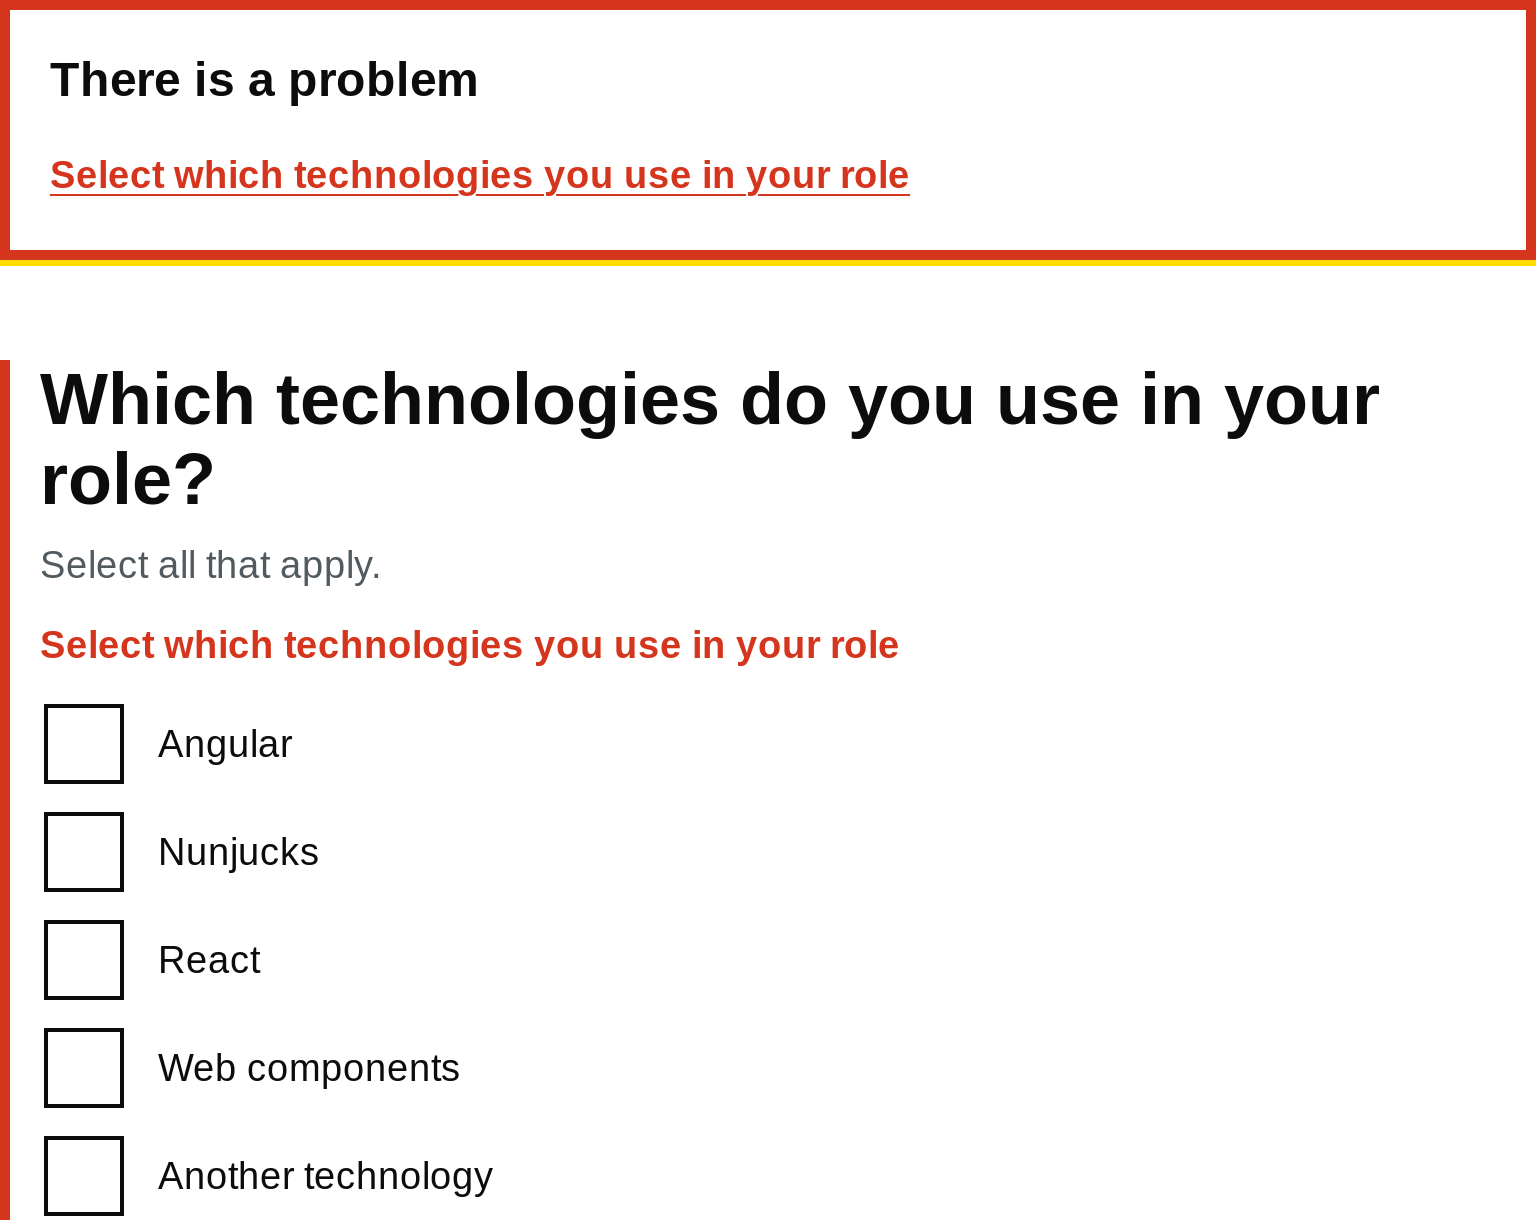 There is a problem
Select which technologies you use in your role
Which technologies do you use in your
role?
Select all that apply.
Select which technologies you use in your role
Angular
Nunjucks
React
Web components
Another technology